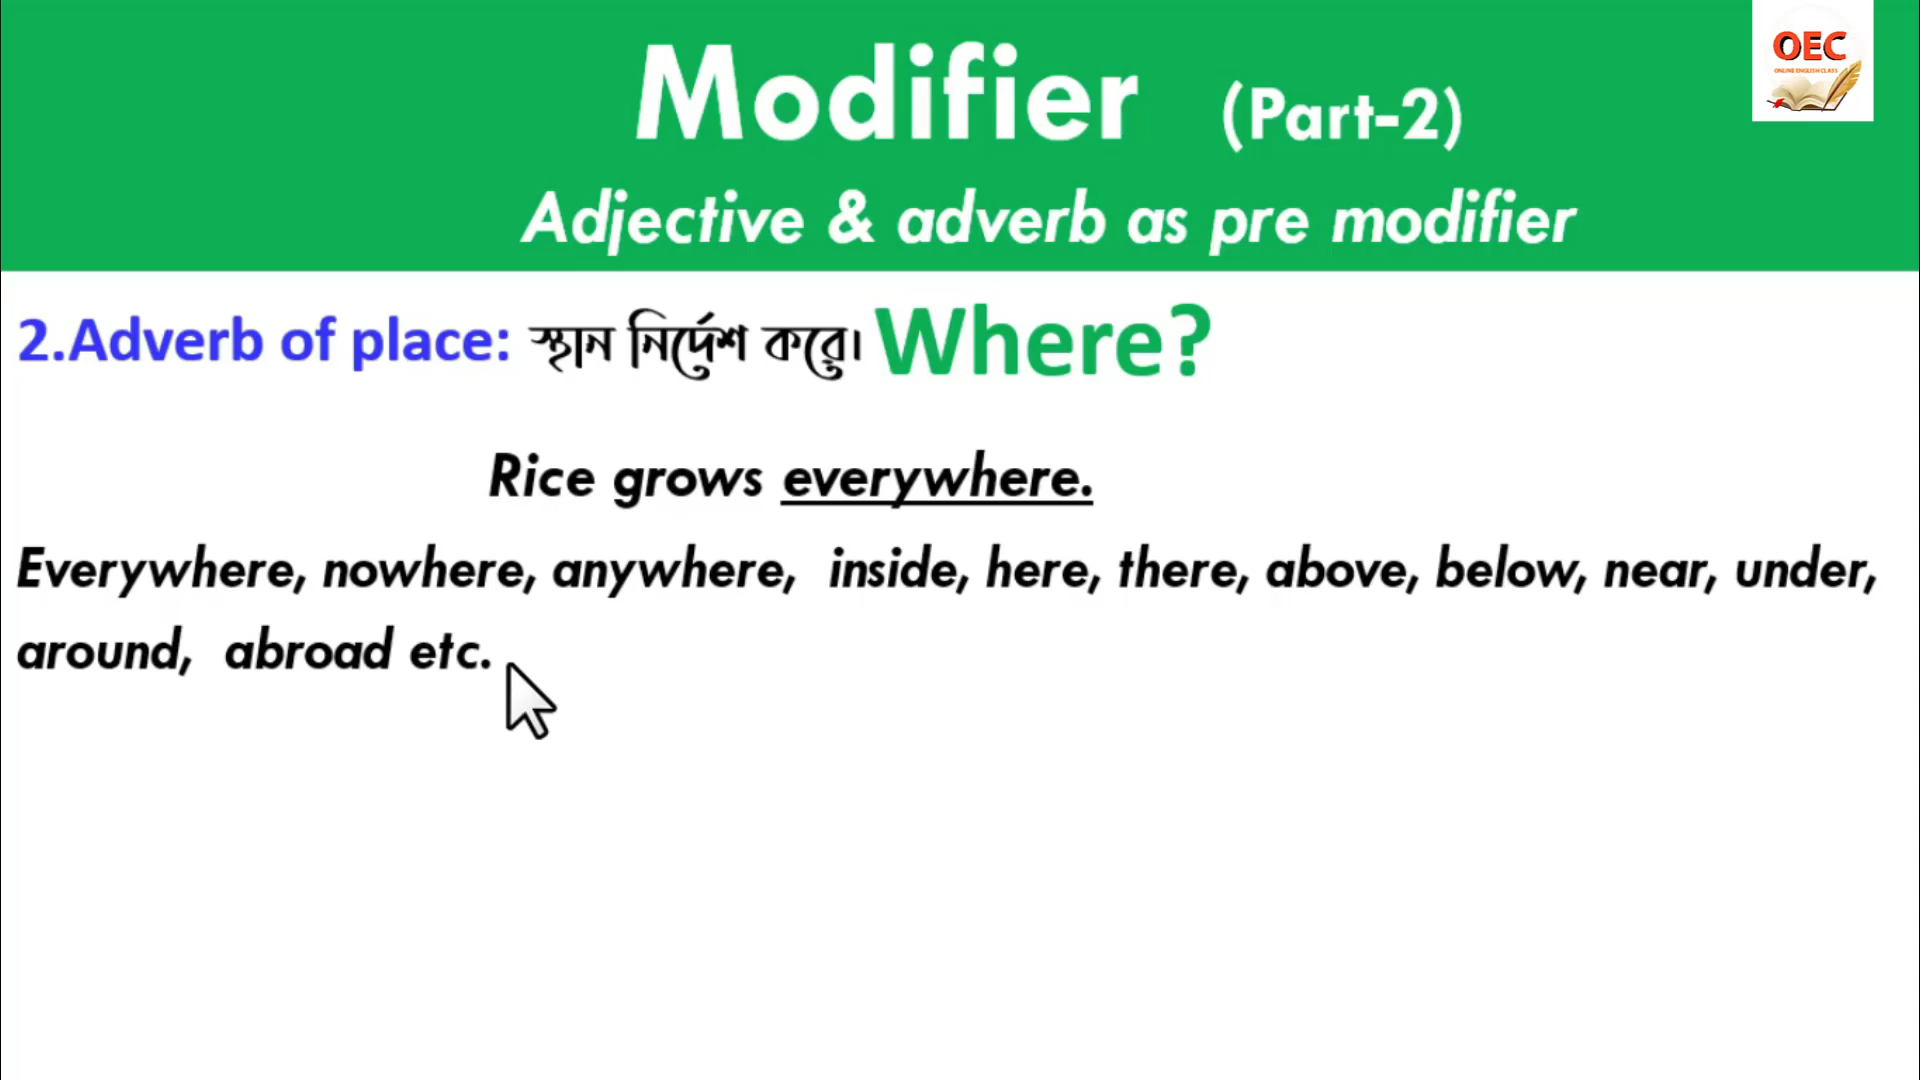 Modifier (Part-2)
OEC
ONLINE ENGLISH CLASS
Adjective & adverb as pre modifier
2.Adverb of place: স্থান নির্দেশ করে। Where?
Rice grows everywhere.
Everywhere, nowhere, anywhere, inside, here, there, above, below, near, under,
around, abroad etc.